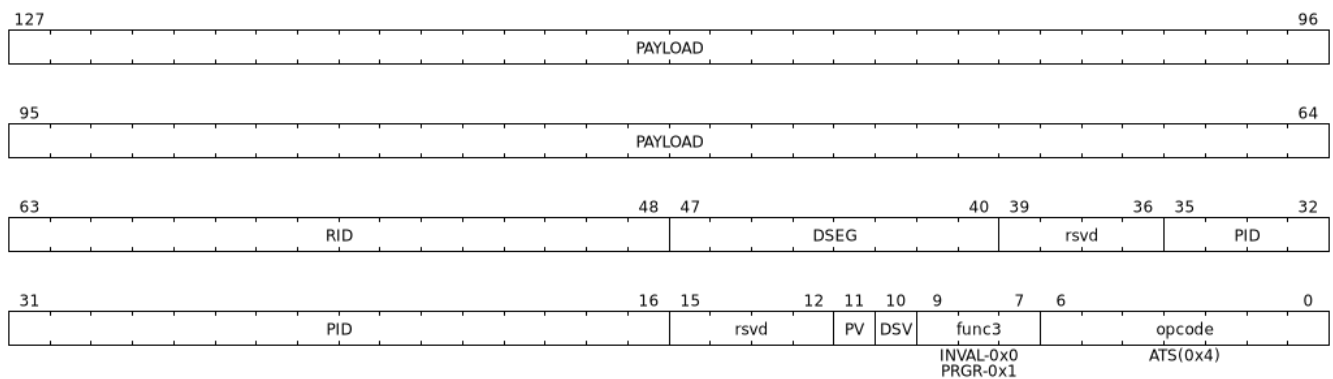 127 96
PAYLOAD
95 64
PAYLOAD
63 48 47 40 39 36 35 32
RID DSEG rsvd PID
31 16 15 12 11 10 9 7 6 0
PID rsvd PV DSV func3 opcode
INVAL-0x0 ATS(0x4)
PRGR-0x1